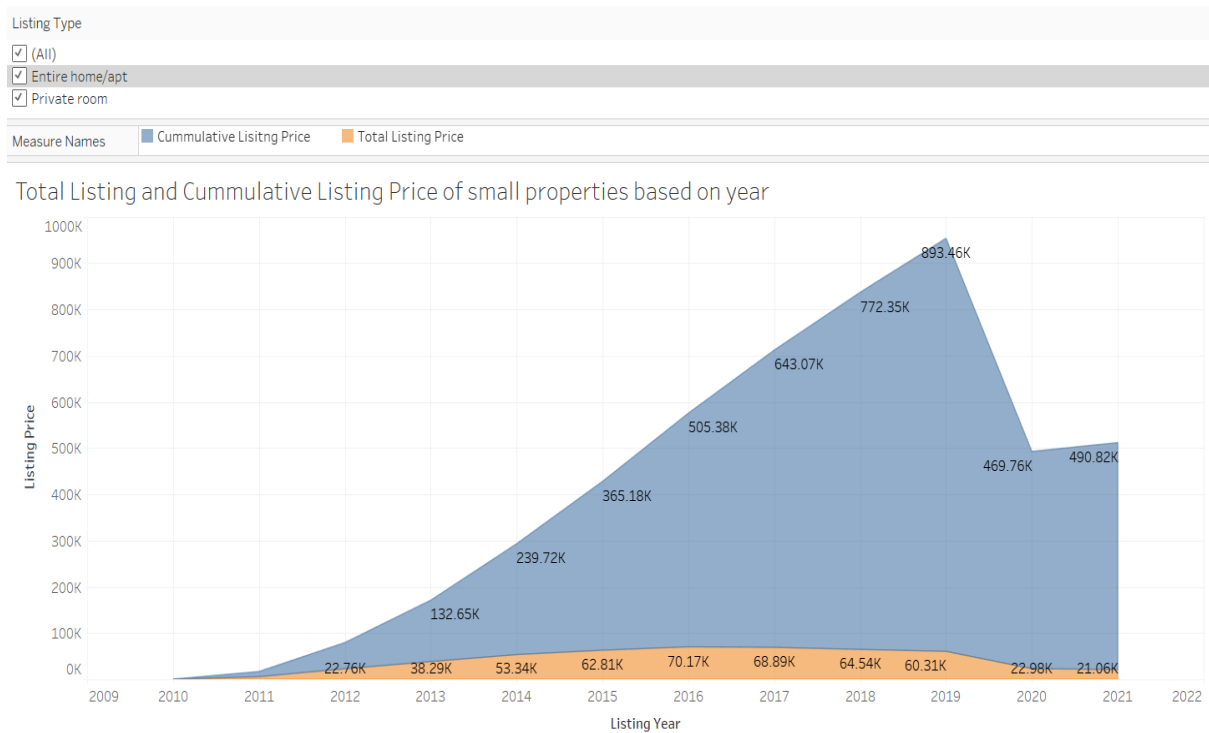 Listing Type
(All)
Entire home/apt
Private room
Measure Names
Cummulative Lisitng Price
Total Listing Price
Total Listing and Cummulative Listing Price of small properties based on year
1000K
900K
800K
700K
600K
500K
400K
300K
200K
100K
0K
Listing Price
893.46K
772.35K
643.07K
505.38K
469.76K
490.82K
365.18K
239.72K
132.65K
22.76K
38.29K
53.34K
62.81K
70.17K
68.89K
64.54K
60.31K
22.98K
21.06K
2009
2010
2011
2012
2013
2014
2015
2016
2017
2018
2019
2020
2021
2022
Listing Year